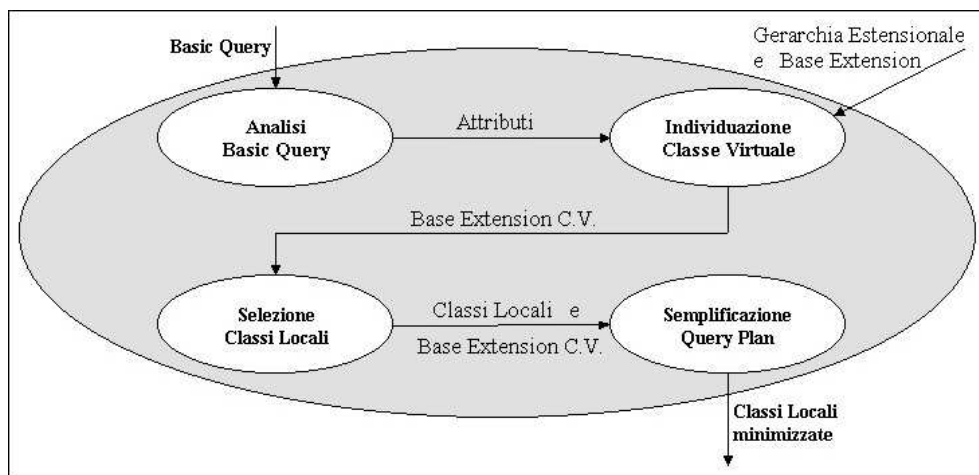 Basic Query
Gerarchia Estensionale
e Base Extension
Analisi
Basic Query
Attributi
Individuazione
Classe Virtuale
Base Extension C.V.
Selezione
Classi Locali
Classi Locali e
Base Extension C.V.
Semplificazione
Query Plan
Classi Locali
minimizzate